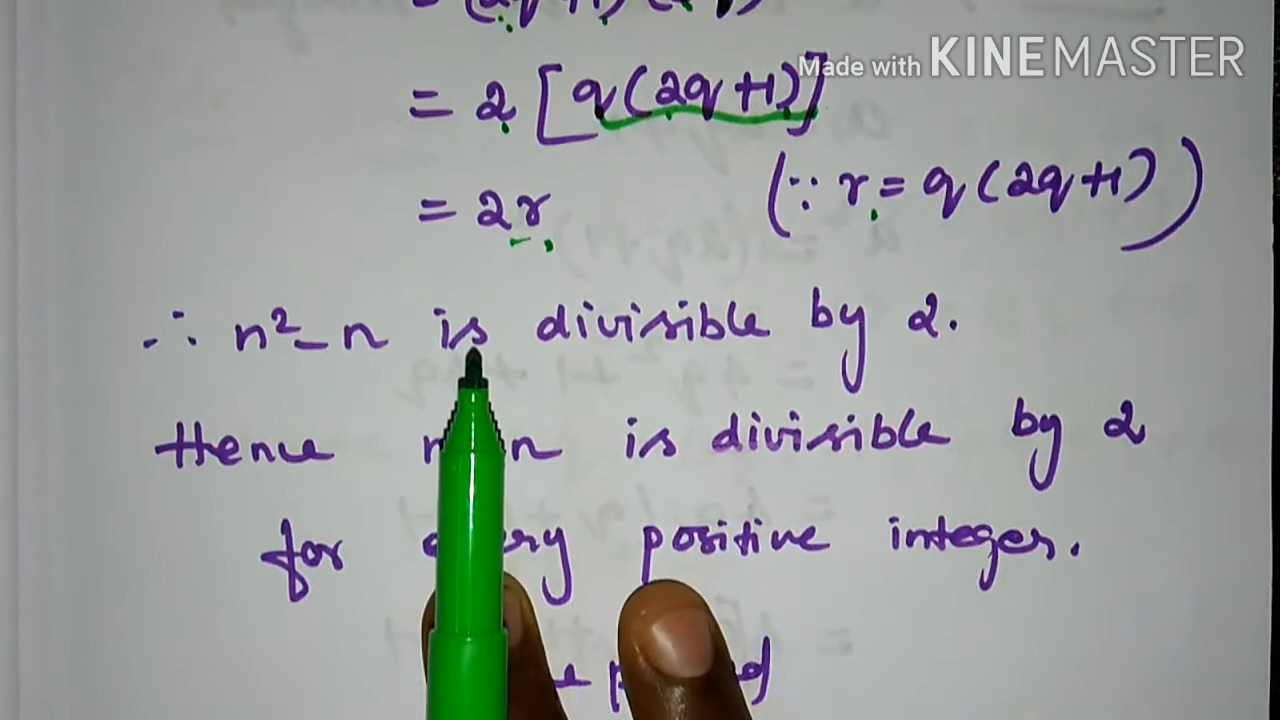 Made with KINEMASTER
= 2 [q(2q+1)]
= 2r (∵ r = q(2q+1))
∴ n²-n is divisible by 2.
Hence n is divisible by 2
for positive integer.